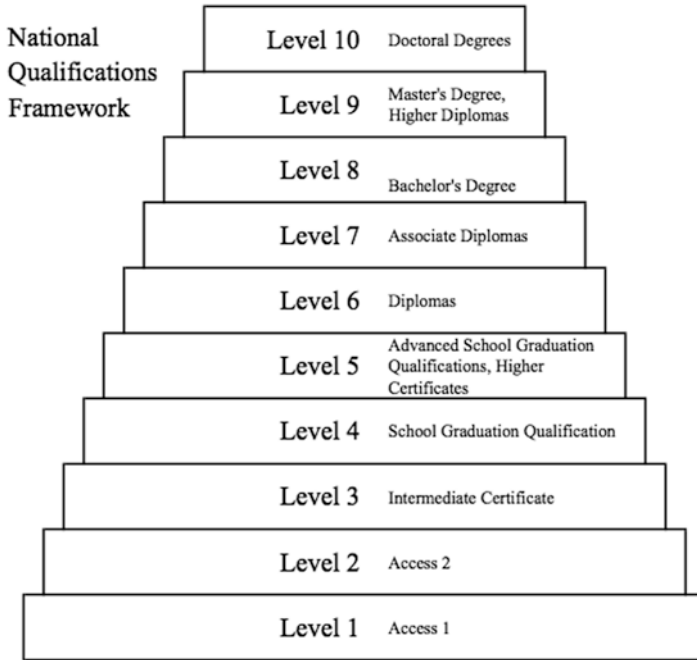 National
Qualifications
Framework
Level 10 Doctoral Degrees
Level 9 Master's Degree,
Higher Diplomas
Level 8 Bachelor's Degree
Level 7 Associate Diplomas
Level 6 Diplomas
Level 5 Advanced School Graduation
Qualifications, Higher
Certificates
Level 4 School Graduation Qualification
Level 3 Intermediate Certificate
Level 2 Access 2
Level 1 Access 1